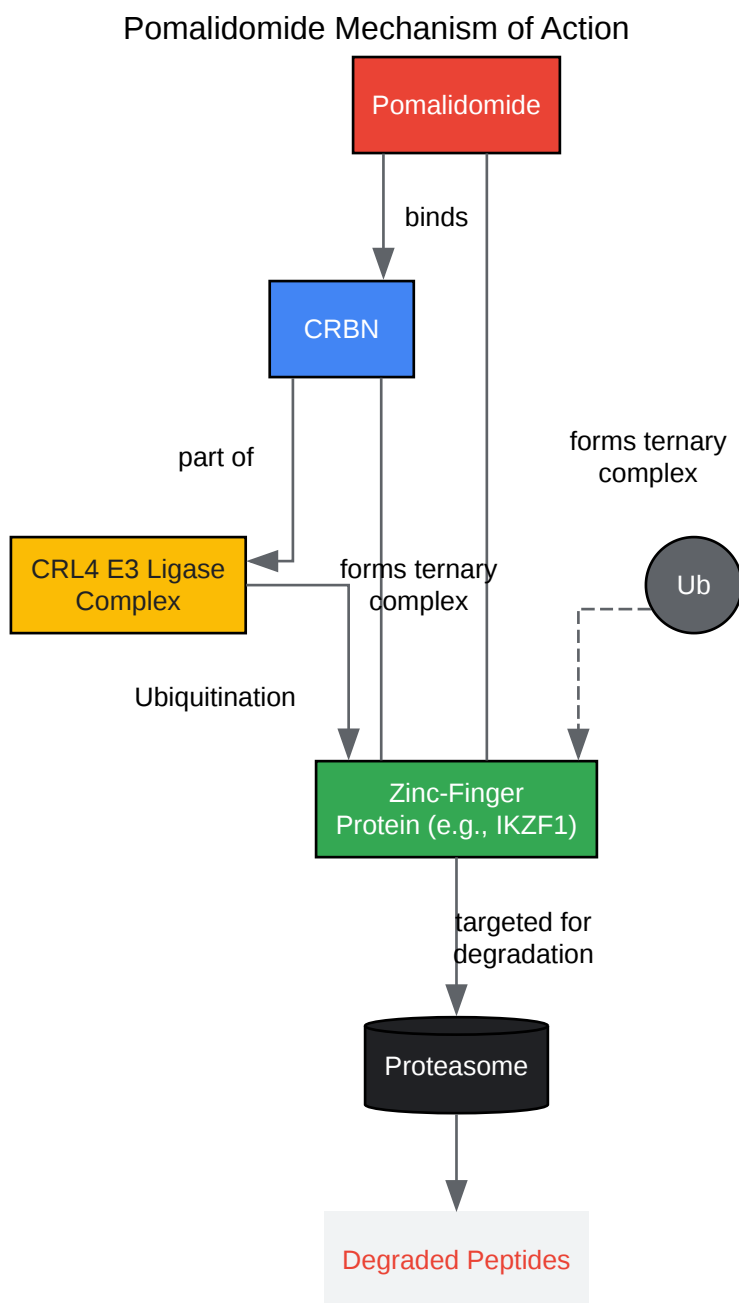 Pomalidomide Mechanism of Action
Pomalidomide
binds
CRBN
part of
forms ternary
complex
CRL4 E3 Ligase
Complex
forms ternary
complex
Ub
Ubiquitination
Zinc-Finger
Protein (e.g., IKZF1)
targeted for
degradation
Proteasome
Degraded Peptides